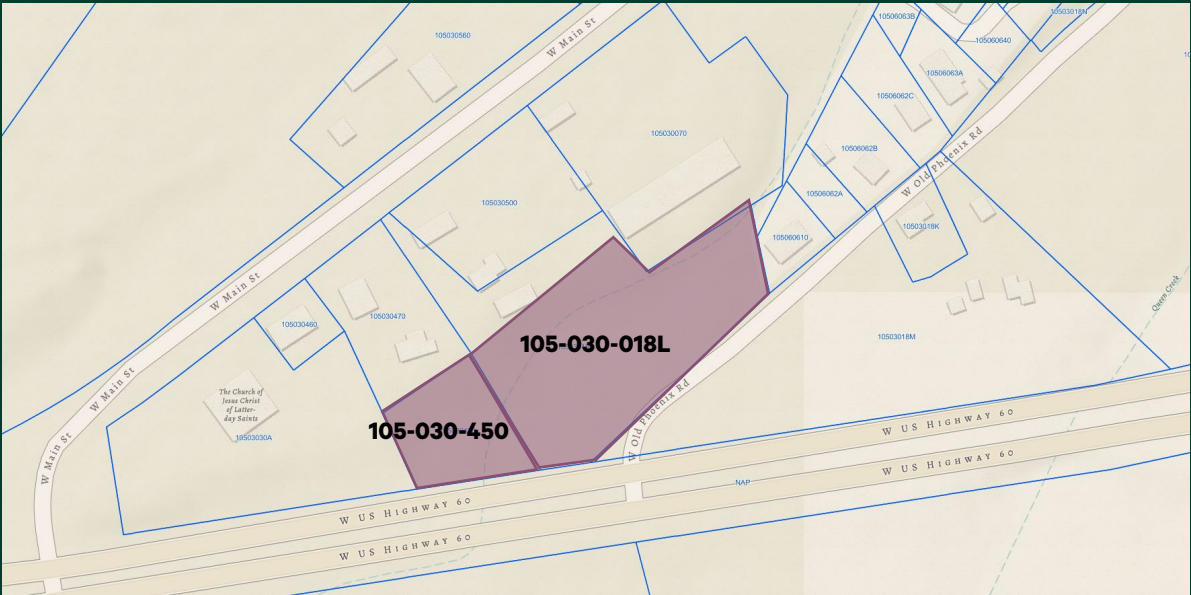 10506063B
10503018N
105030560
W Main St
105060640
10506063A
10506062C
105030070
W Old Phoenix Rd
10506062B
105030500
10506062A
10503018K
105060610
W Main St
Queen Creek
105030470
105030460
10503018M
105-030-018L
W Main St
The Church of
Jesus Christ
of Latter-
day Saints
W Old Phoenix Rd
105-030-450
10503030A
W US Highway 60
W US Highway 60
W Main St
NAP
W US Highway 60
W US Highway 60